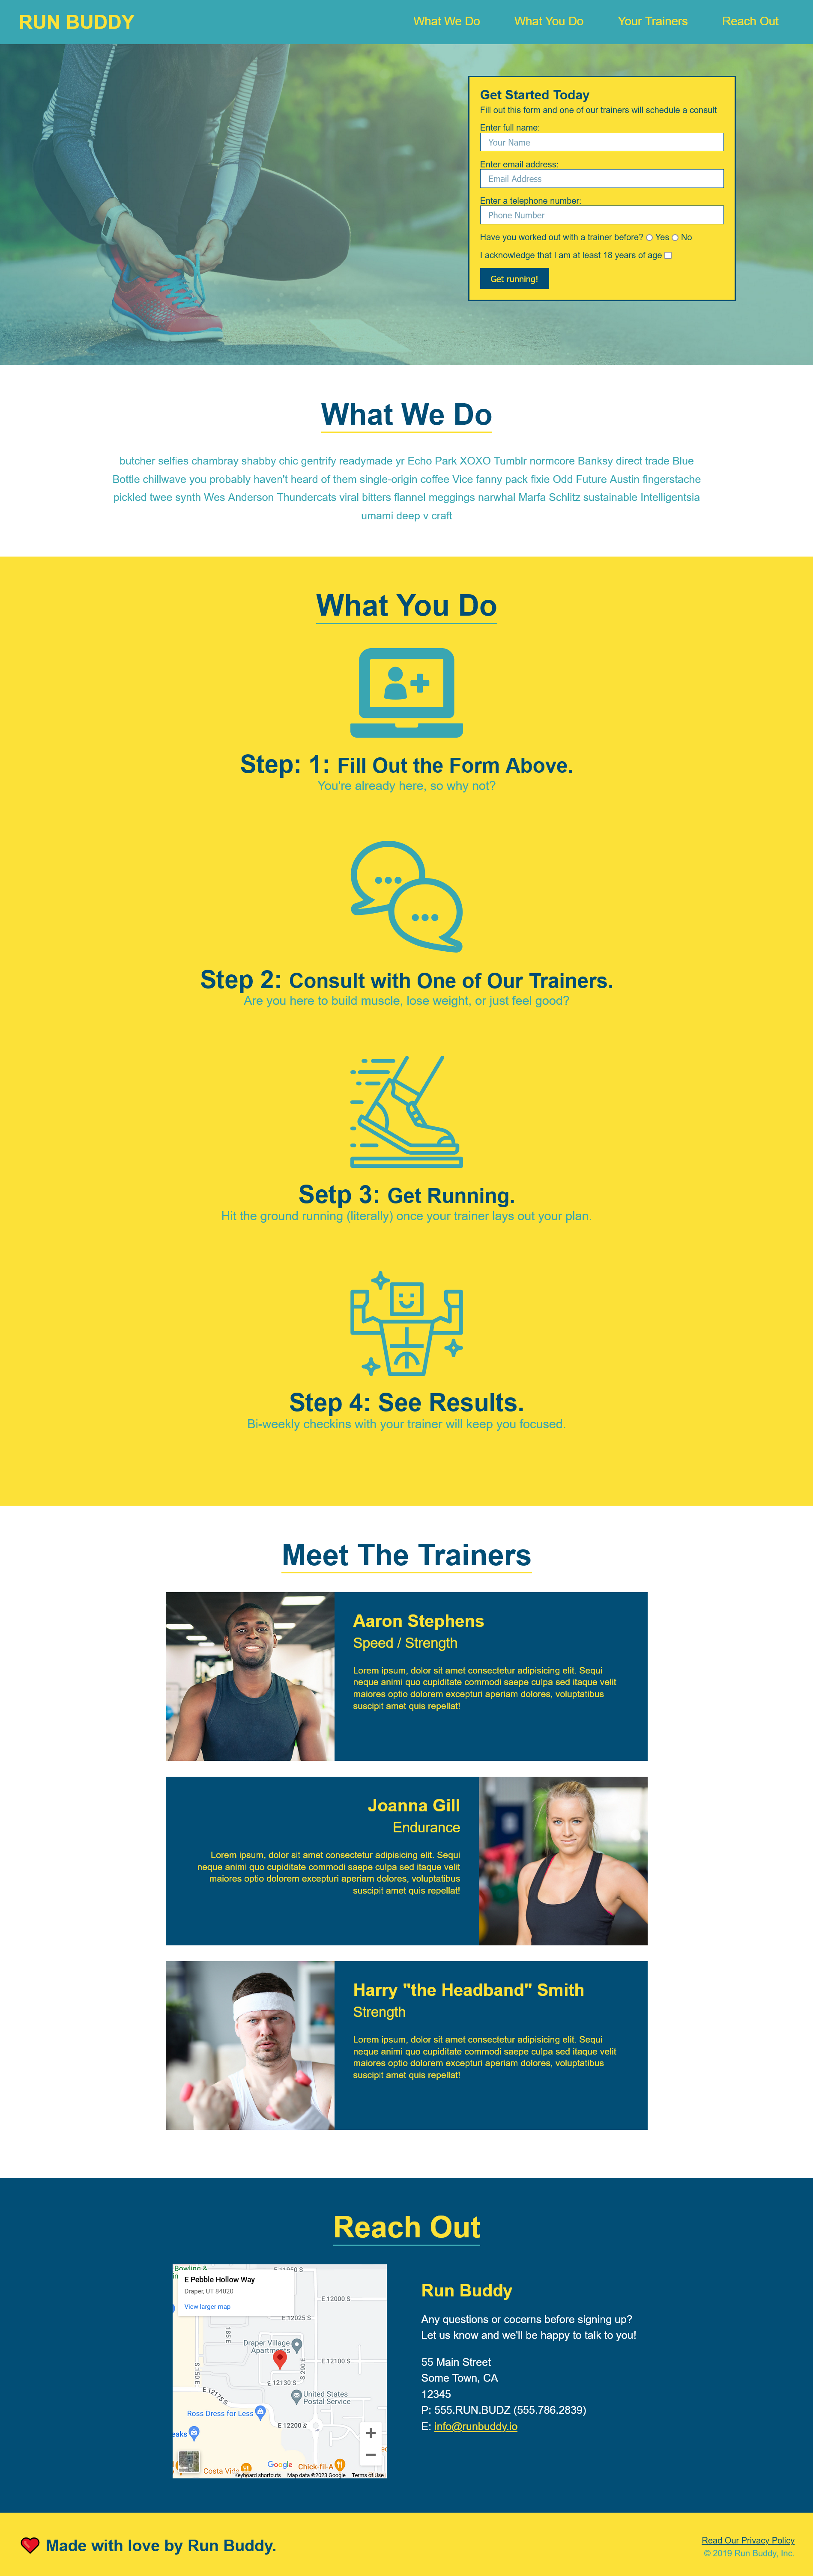 RUN BUDDY
What We Do
What You Do
Your Trainers
Reach Out
Get Started Today
Fill out this form and one of our trainers will schedule a consult
Enter full name:
Your Name
Enter email address:
Email Address
Enter a telephone number:
Phone Number
Have you worked out with a trainer before? Yes No
I acknowledge that I am at least 18 years of age
Get running!
What We Do
butcher selfies chambray shabby chic gentrify readymade yr Echo Park XOXO Tumblr normcore Banksy direct trade Blue
Bottle chillwave you probably haven't heard of them single-origin coffee Vice fanny pack fixie Odd Future Austin fingerstache
pickled twee synth Wes Anderson Thundercats viral bitters flannel meggings narwhal Marfa Schlitz sustainable Intelligentsia
umami deep v craft
What You Do
Step: 1: Fill Out the Form Above.
You're already here, so why not?
Step 2: Consult with One of Our Trainers.
Are you here to build muscle, lose weight, or just feel good?
Setp 3: Get Running.
Hit the ground running (literally) once your trainer lays out your plan.
Step 4: See Results.
Bi-weekly checkins with your trainer will keep you focused.
Meet The Trainers
Aaron Stephens
Speed / Strength
Lorem ipsum, dolor sit amet consectetur adipisicing elit. Sequi
neque animi quo cupiditate commodi saepe culpa sed itaque velit
maiores optio dolorem excepturi aperiam dolores, voluptatibus
suscipit amet quis repellat!
Joanna Gill
Endurance
Lorem ipsum, dolor sit amet consectetur adipisicing elit. Sequi
neque animi quo cupiditate commodi saepe culpa sed itaque velit
maiores optio dolorem excepturi aperiam dolores, voluptatibus
suscipit amet quis repellat!
Harry "the Headband" Smith
Strength
Lorem ipsum, dolor sit amet consectetur adipisicing elit. Sequi
neque animi quo cupiditate commodi saepe culpa sed itaque velit
maiores optio dolorem excepturi aperiam dolores, voluptatibus
suscipit amet quis repellat!
Reach Out
E Pebble Hollow Way
Draper, UT 84020
View larger map
E 12000 S
E 12025 S
185 E
Draper Village
Apartments
E 12100 S
S 150 E
S 290 E
E 12130 S
E 12175 S
United States
Postal Service
Ross Dress for Less
E 12200 S
eaks
Google
Chick-fil-A
Costa Vida
Keyboard shortcuts
Map data ©2023 Google
Terms of Use
Run Buddy
Any questions or cocerns before signing up?
Let us know and we'll be happy to talk to you!
55 Main Street
Some Town, CA
12345
P: 555.RUN.BUDZ (555.786.2839)
E: info@runbuddy.io
Made with love by Run Buddy.
Read Our Privacy Policy
© 2019 Run Buddy, Inc.